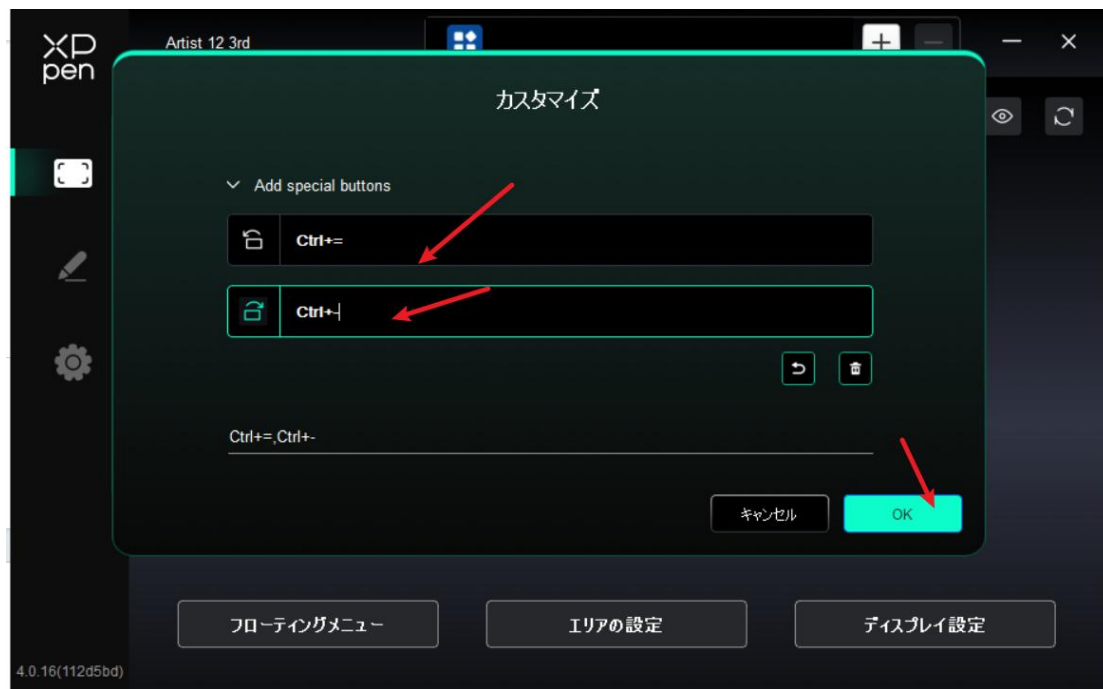 XP
pen
Artist 12 3rd
カスタマイズ
Add special buttons
Ctrl+=
Ctrl+-
Ctrl+=,Ctrl+-
キャンセル
OK
フローティングメニュー
エリアの設定
ディスプレイ設定
4.0.16(112d5bd)